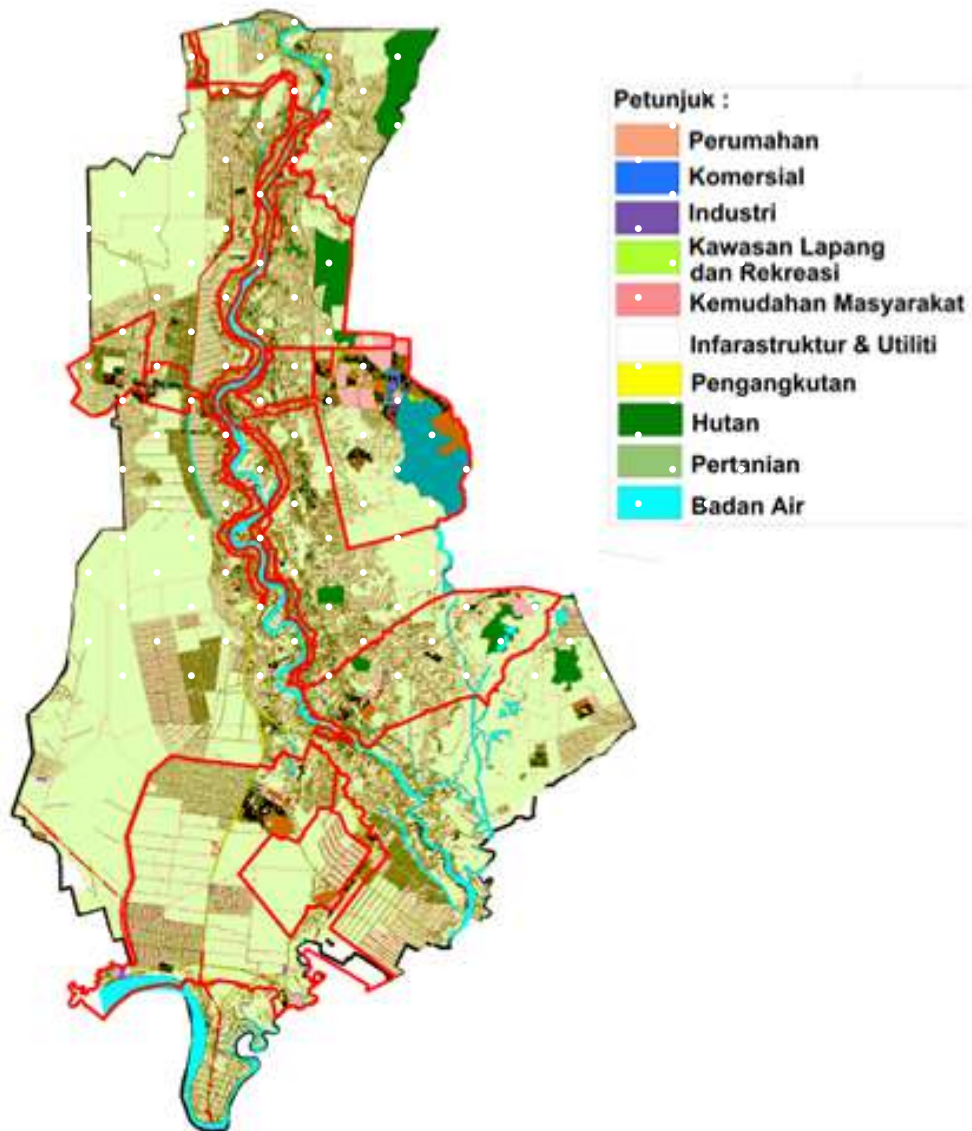 Petunjuk :
Perumahan
Komersial
Industri
Kawasan Lapang
dan Rekreasi
Kemudahan Masyarakat
Infarastruktur & Utiliti
Pengangkutan
Hutan
Pertanian
Badan Air